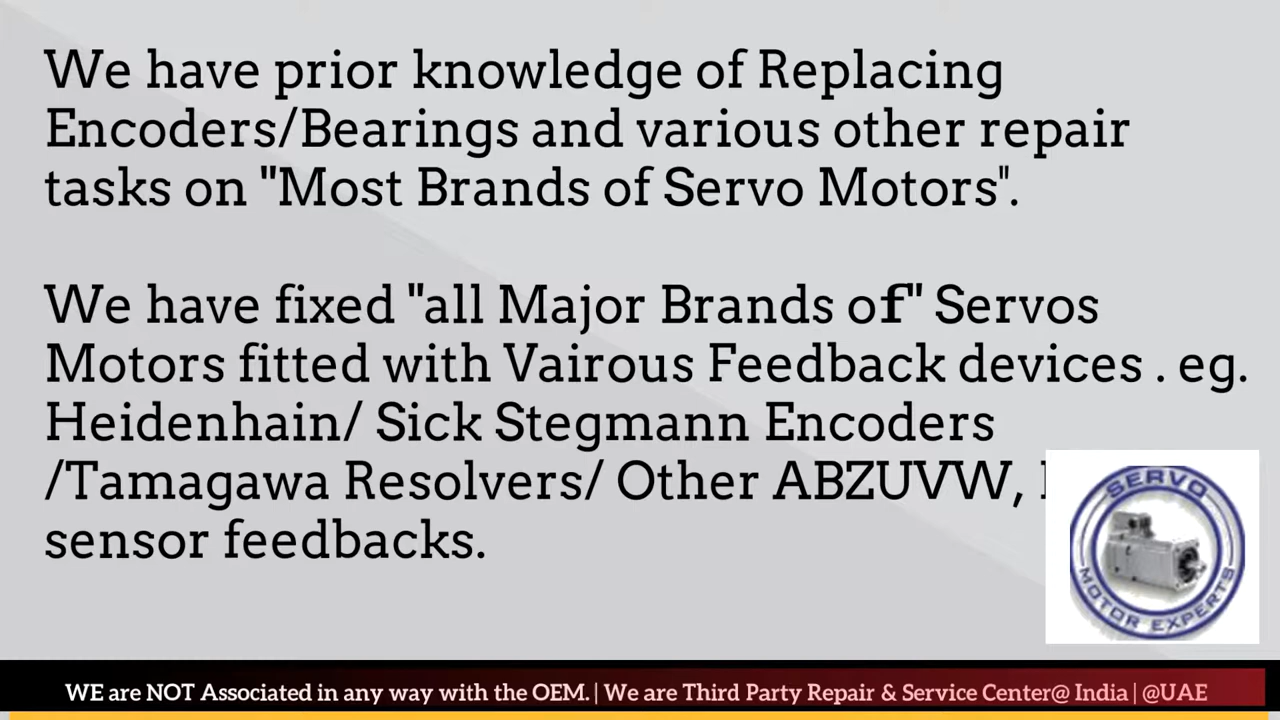 We have prior knowledge of Replacing
Encoders/Bearings and various other repair
tasks on "Most Brands of Servo Motors".
We have fixed "all Major Brands of" Servos
Motors fitted with Vairous Feedback devices . eg.
Heidenhain/ Sick Stegmann Encoders
/Tamagawa Resolvers/ Other ABZUVW,
sensor feedbacks.
SERVO
MOTOR EXPERTS
WE are NOT Associated in any way with the OEM. | We are Third Party Repair & Service Center@ India | @UAE